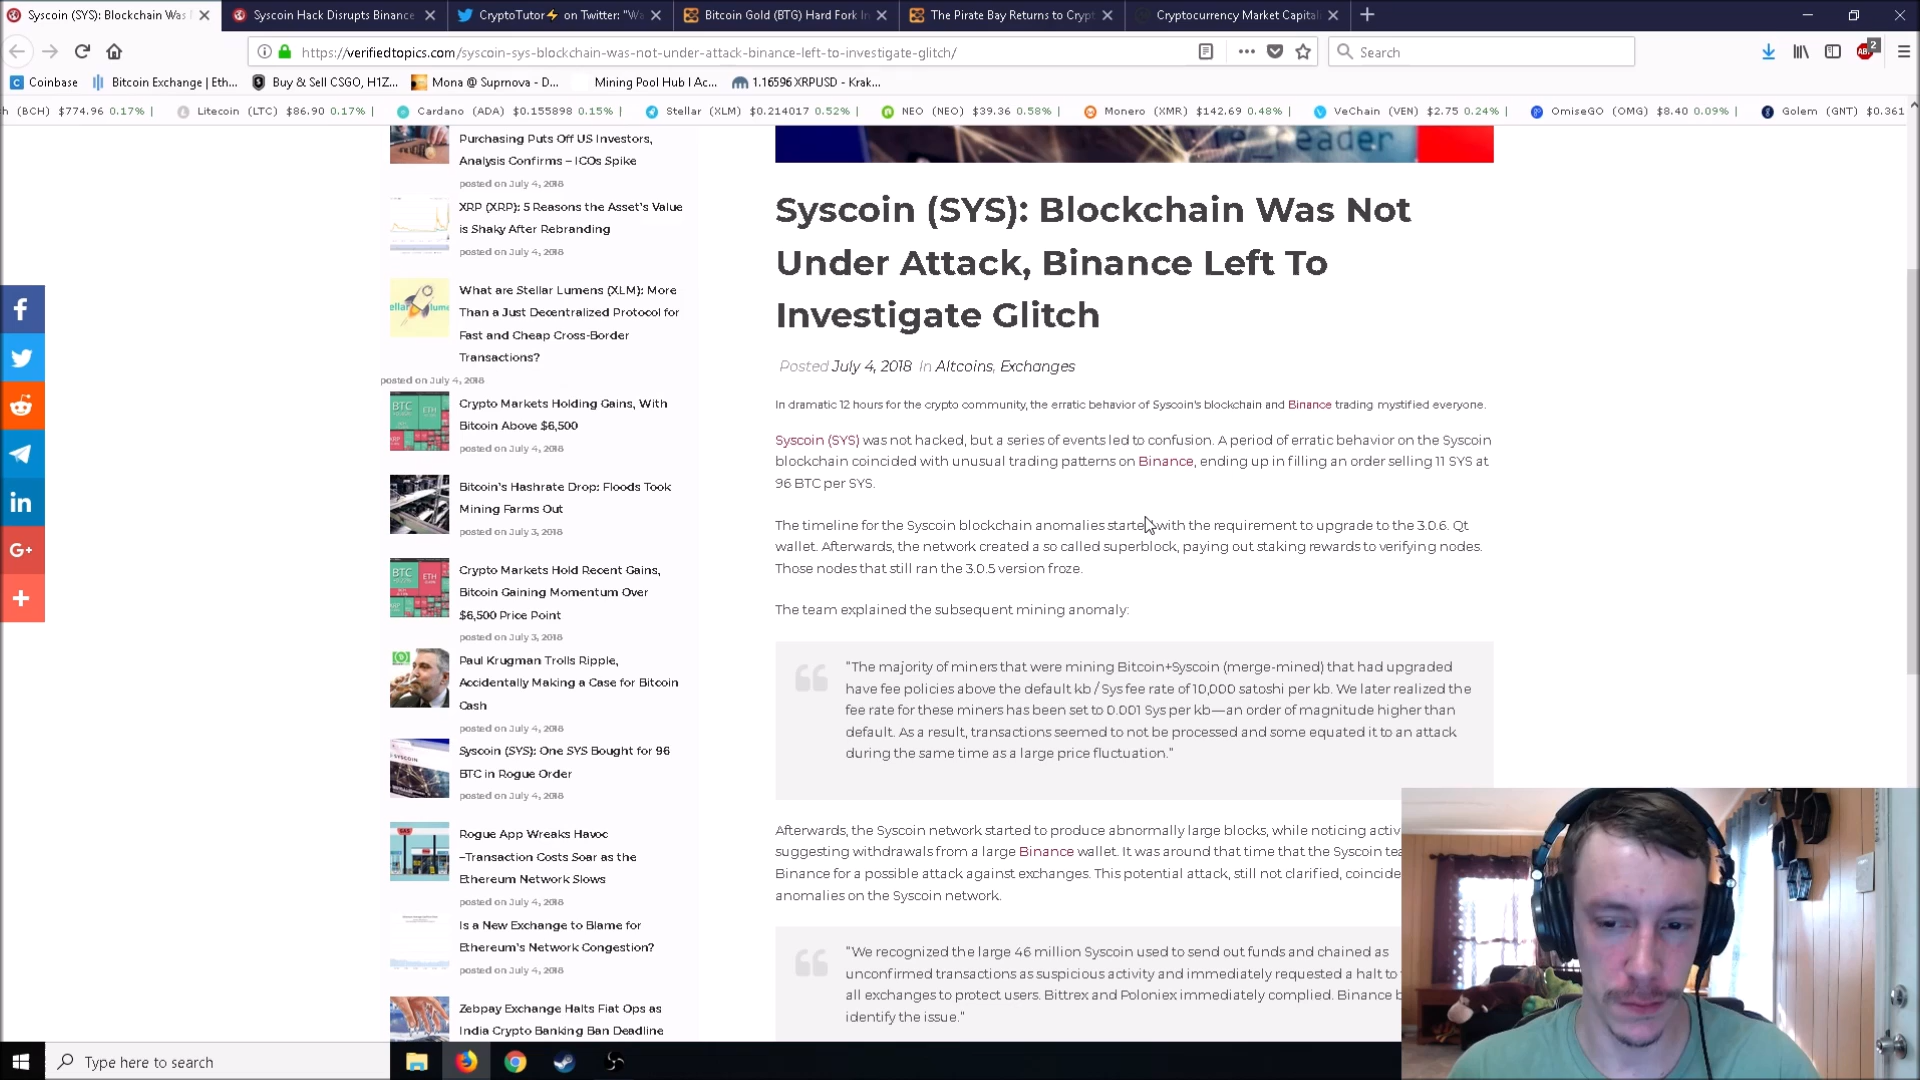 Syscoin (SYS): Blockchain Was
Syscoin Hack Disrupts Binance
CryptoTutor⚡ on Twitter: "Wa
Bitcoin Gold (BTG) Hard Fork In
The Pirate Bay Returns to Crypt
Cryptocurrency Market Capitali
https://verifiedtopics.com/syscoin-sys-blockchain-was-not-under-attack-binance-left-to-investigate-glitch/
Search
2
Coinbase
Bitcoin Exchange | Eth...
Buy & Sell CSGO, H1Z...
Mona @ Suprnova - D...
Mining Pool Hub | Ac...
1.16596 XRPUSD - Krak...
h (BCH) $774.96 0.17% |
Litecoin (LTC) $86.90 0.17% |
Cardano (ADA) $0.155898 0.15% |
Stellar (XLM) $0.214017 0.52% |
NEO (NEO) $39.36 0.58% |
Monero (XMR) $142.69 0.48% |
VeChain (VEN) $2.75 0.24% |
OmiseGO (OMG) $8.40 0.09% |
Golem (GNT) $0.361
Purchasing Puts Off US Investors,
Analysis Confirms – ICOs Spike
posted on July 4, 2018
XRP (XRP): 5 Reasons the Asset's Value
is Shaky After Rebranding
posted on July 4, 2018
What are Stellar Lumens (XLM): More
Than a Just Decentralized Protocol for
Fast and Cheap Cross-Border
Transactions?
posted on July 4, 2018
Crypto Markets Holding Gains, With
Bitcoin Above $6,500
posted on July 4, 2018
Bitcoin's Hashrate Drop: Floods Took
Mining Farms Out
posted on July 3, 2018
Crypto Markets Hold Recent Gains,
Bitcoin Gaining Momentum Over
$6,500 Price Point
posted on July 3, 2018
Paul Krugman Trolls Ripple,
Accidentally Making a Case for Bitcoin
Cash
posted on July 4, 2018
Syscoin (SYS): One SYS Bought for 96
BTC in Rogue Order
posted on July 4, 2018
Rogue App Wreaks Havoc
–Transaction Costs Soar as the
Ethereum Network Slows
posted on July 4, 2018
Is a New Exchange to Blame for
Ethereum's Network Congestion?
posted on July 4, 2018
Zebpay Exchange Halts Fiat Ops as
India Crypto Banking Ban Deadline
Syscoin (SYS): Blockchain Was Not
Under Attack, Binance Left To
Investigate Glitch
Posted July 4, 2018 In Altcoins, Exchanges
In dramatic 12 hours for the crypto community, the erratic behavior of Syscoin's blockchain and Binance trading mystified everyone.
Syscoin (SYS) was not hacked, but a series of events led to confusion. A period of erratic behavior on the Syscoin
blockchain coincided with unusual trading patterns on Binance, ending up in filling an order selling 11 SYS at
96 BTC per SYS.
The timeline for the Syscoin blockchain anomalies starte with the requirement to upgrade to the 3.0.6. Qt
wallet. Afterwards, the network created a so called superblock, paying out staking rewards to verifying nodes.
Those nodes that still ran the 3.0.5 version froze.
The team explained the subsequent mining anomaly:
"The majority of miners that were mining Bitcoin+Syscoin (merge-mined) that had upgraded
have fee policies above the default kb / Sys fee rate of 10,000 satoshi per kb. We later realized the
fee rate for these miners has been set to 0.001 Sys per kb—an order of magnitude higher than
default. As a result, transactions seemed to not be processed and some equated it to an attack
during the same time as a large price fluctuation."
Afterwards, the Syscoin network started to produce abnormally large blocks, while noticing activ
suggesting withdrawals from a large Binance wallet. It was around that time that the Syscoin tea
Binance for a possible attack against exchanges. This potential attack, still not clarified, coincide
anomalies on the Syscoin network.
"We recognized the large 46 million Syscoin used to send out funds and chained as
unconfirmed transactions as suspicious activity and immediately requested a halt to
all exchanges to protect users. Bittrex and Poloniex immediately complied. Binance b
identify the issue."
Type here to search